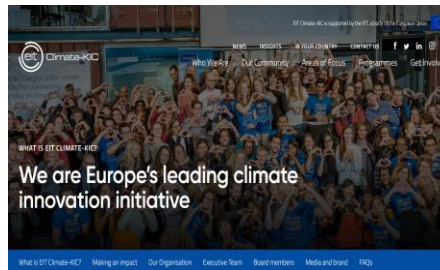 EIT Climate-KIC is supported by the EIT, a body of the European Union
NEWS INSIGHTS IN YOUR COUNTRY CONTACT US
eit Climate-KIC
Who We Are Our Community Areas of Focus Programmes Get Involv
WHAT IS EIT CLIMATE-KIC?
We are Europe's leading climate
innovation initiative
What is EIT Climate-KIC? Making an impact Our Organisation Executive Team Board members Media and brand FAQs